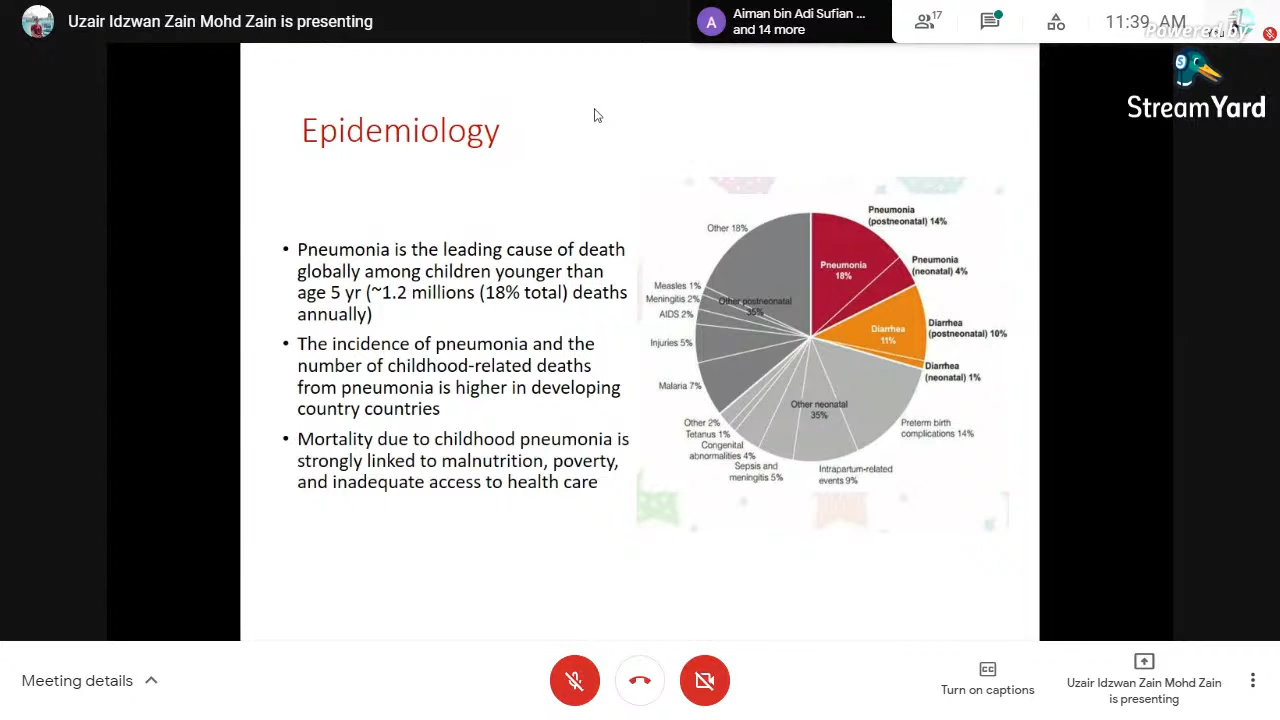 Uzair Idzwan Zain Mohd Zain is presenting
A
Aiman bin Adi Sufian ...
and 14 more
17
11:39 AM
You
Powered by
S
StreamYard
Epidemiology
• Pneumonia is the leading cause of death
globally among children younger than
age 5 yr (~1.2 millions (18% total) deaths
annually)
• The incidence of pneumonia and the
number of childhood-related deaths
from pneumonia is higher in developing
country countries
• Mortality due to childhood pneumonia is
strongly linked to malnutrition, poverty,
and inadequate access to health care
Pneumonia
(postneonatal) 14%
Other 18%
Pneumonia
18%
Pneumonia
(neonatal) 4%
Measles 1%
Meningitis 2%
AIDS 2%
Injuries 5%
Malaria 7%
Other postneonatal
35%
Diarrhea
11%
Diarrhea
(postneonatal) 10%
Diarrhea
(neonatal) 1%
Other neonatal
35%
Other 2%
Tetanus 1%
Congenital
abnormalities 4%
Sepsis and
meningitis 5%
Intrapartum-related
events 9%
Preterm birth
complications 14%
Meeting details
Turn on captions
Uzair Idzwan Zain Mohd Zain
is presenting